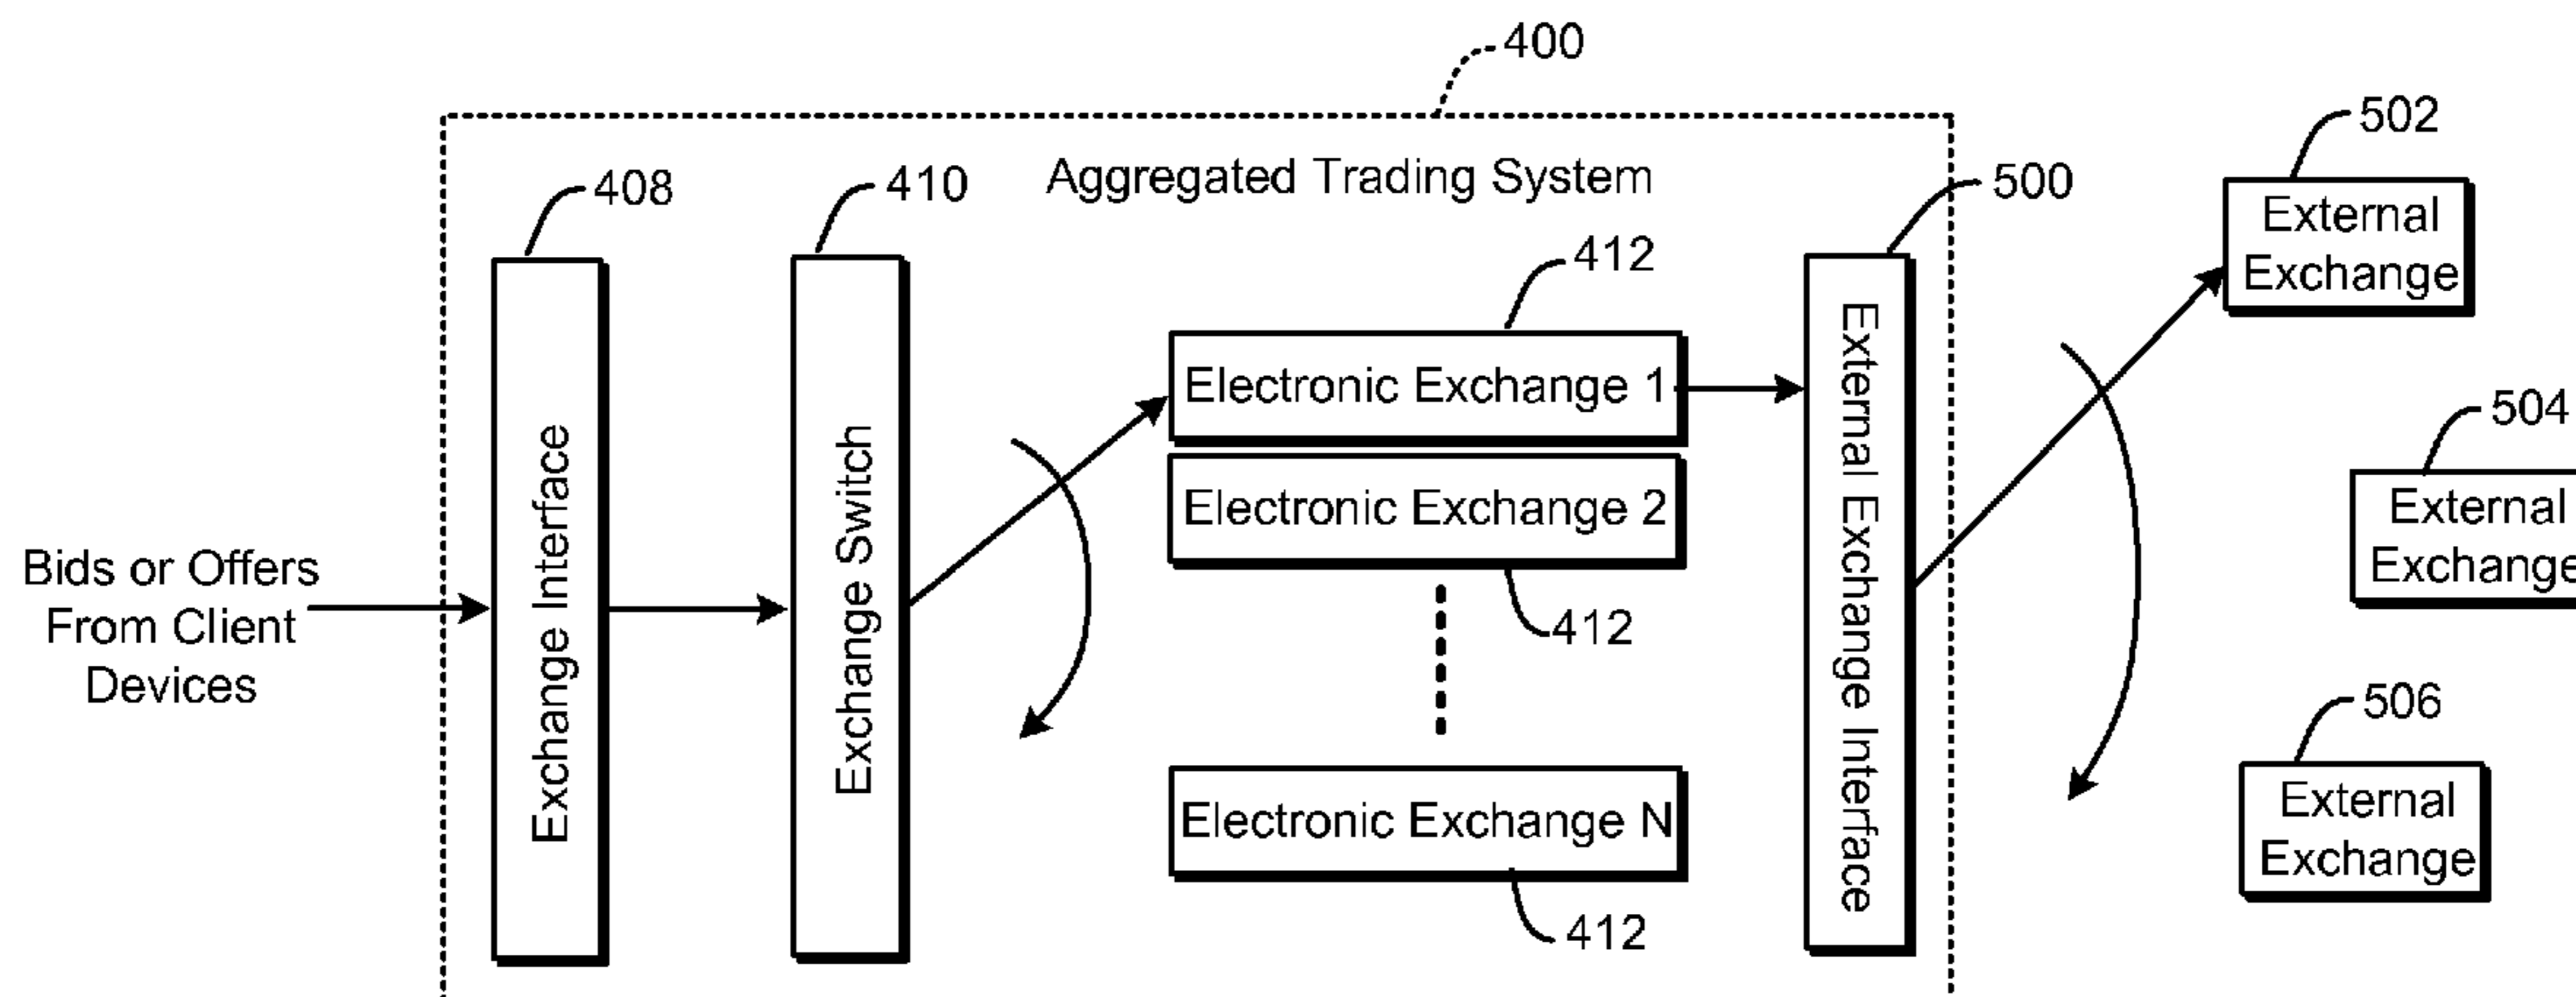 400
502
408
410
Aggregated Trading System
500
External
Exchange
412
Electronic Exchange 1
504
External
Exchange
Electronic Exchange 2
412
Bids or Offers
From Client
Devices
Exchange Interface
Exchange Switch
External Exchange Interface
506
External
Exchange
Electronic Exchange N
412